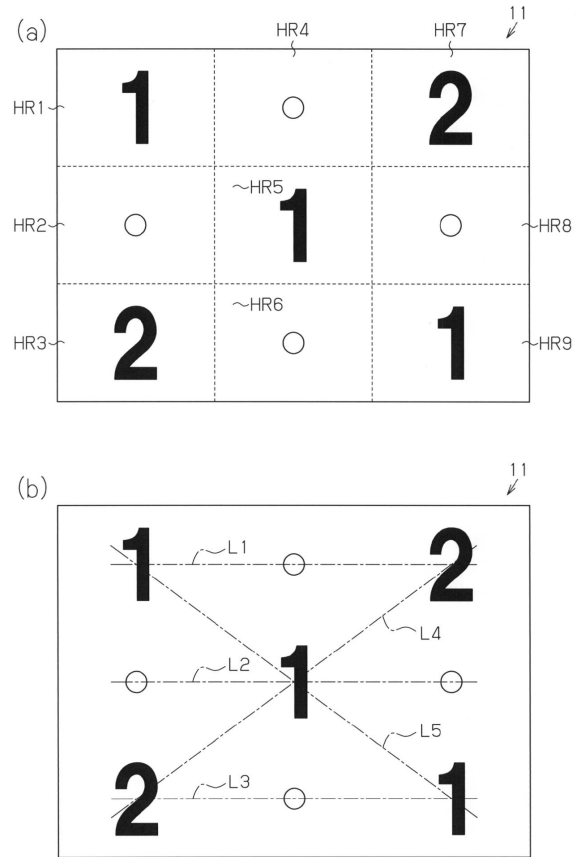 (a) HR4 HR7 11
HR1 1 ○ 2
HR2 ○ HR5 1 ○ HR8
HR3 2 HR6 ○ 1 HR9
(b) 11
1 L1 ○ 2
L4
○ L2 1 ○
L5
2 L3 ○ 1